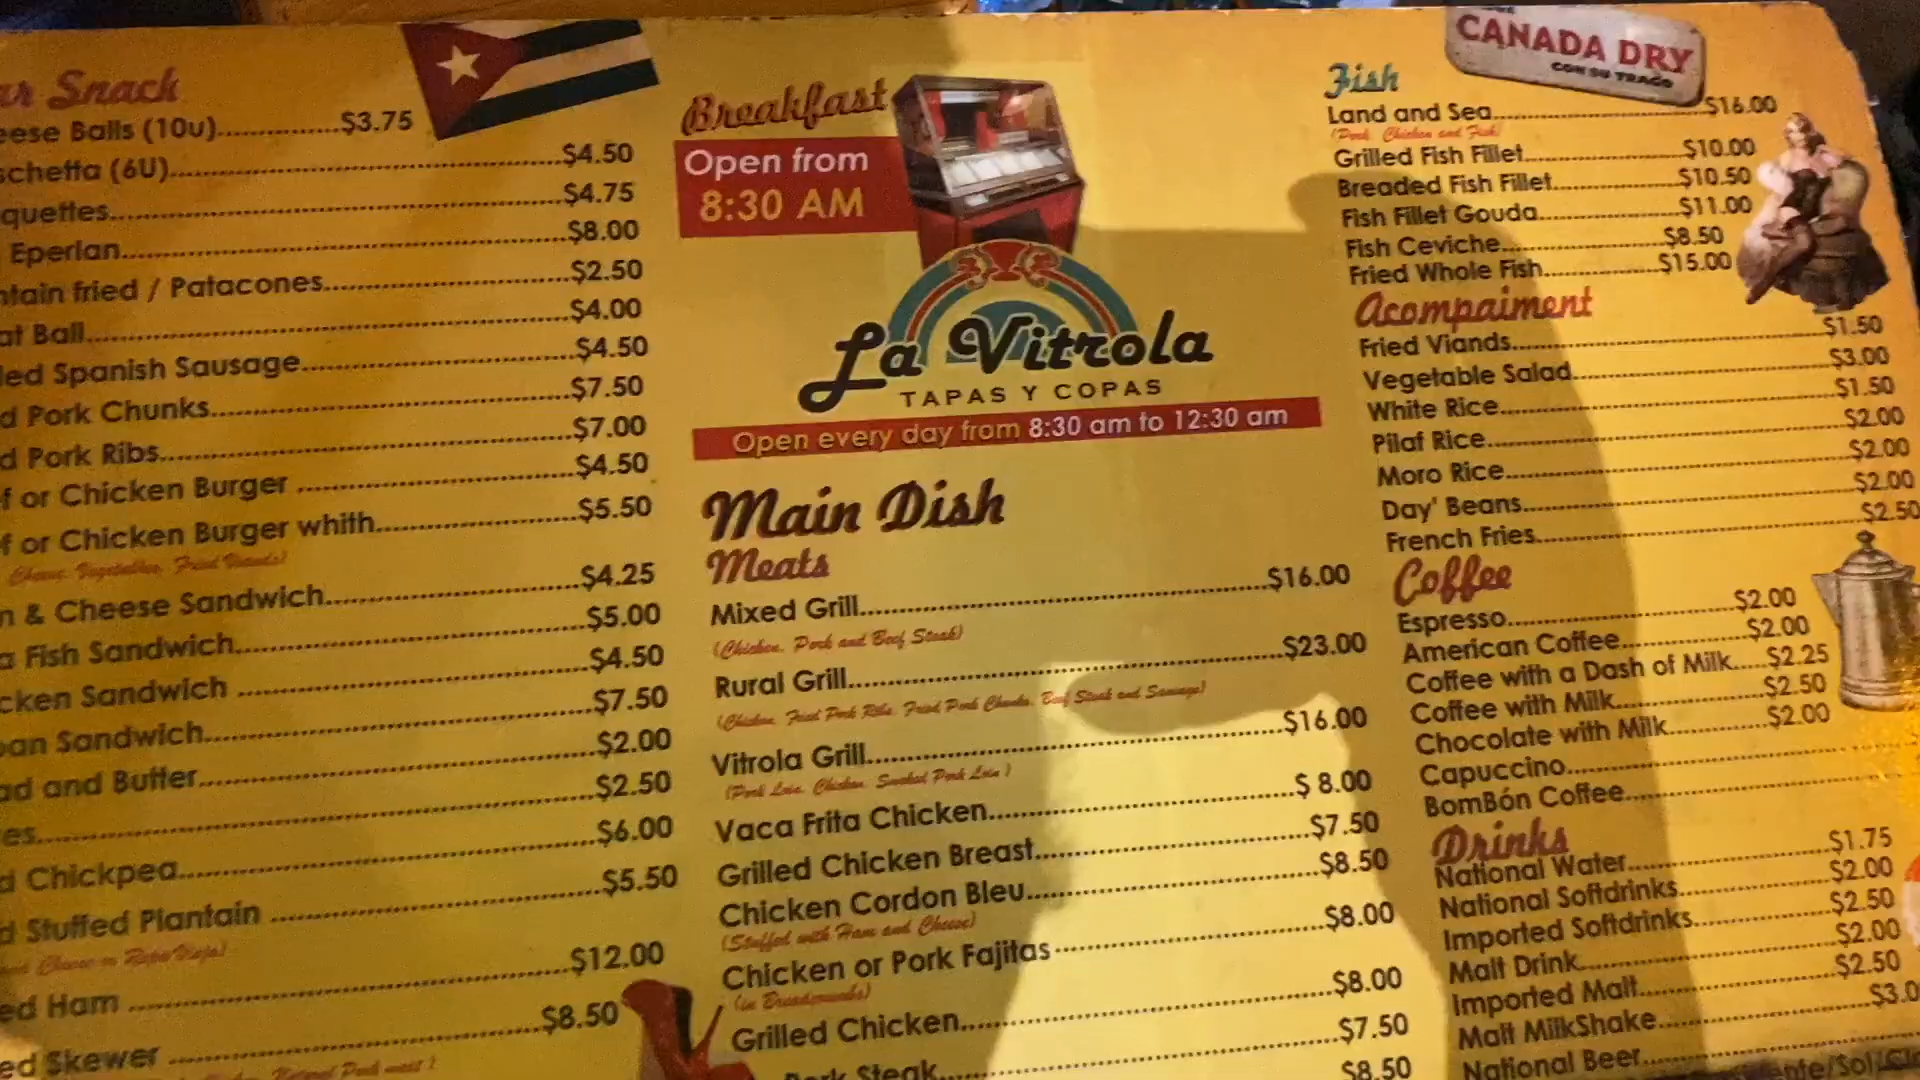 Snack
Balls (10u)..............$3.75
(6U)..............$4.50
$4.75
Eperlan..............$8.00
fried / Patacones..............$2.50
Ball..............$4.00
Spanish Sausage..............$4.50
Pork Chunks..............$7.50
Pork Ribs..............$7.00
or Chicken Burger ..............$4.50
or Chicken Burger whith..............$5.50
Cheese, Vegetables, Fried Viands)
& Cheese Sandwich..............$4.25
Fish Sandwich..............$5.00
Sandwich ..............$4.50
Sandwich..............$7.50
and Butter..............$2.00
$2.50
Chickpea..............$6.00
Stuffed Plantain ..............$5.50
Ham ..............$12.00
Skewer ..............$8.50
Breakfast
Open from
8:30 AM
La Vitrola
TAPAS Y COPAS
Open every day from 8:30 am to 12:30 am
Main Dish
Meats
Mixed Grill..............$16.00
(Chicken, Pork and Beef Steak)
Rural Grill..............$23.00
(Chicken, Fried Pork Ribs, Fried Pork Chunks, Beef Steak and Sausage)
Vitrola Grill..............$16.00
(Pork Loin, Chicken, Smoked Pork Loin )
Vaca Frita Chicken..............$ 8.00
Grilled Chicken Breast..............$7.50
Chicken Cordon Bleu..............$8.50
(Stuffed with Ham and Cheese)
Chicken or Pork Fajitas..............$8.00
(in Breadcrumbs)
Grilled Chicken..............$8.00
Pork Steak..............$7.50
$8.50
CANADA DRY
CON SU TRAGO
Fish
Land and Sea..............$16.00
(Pork, Chicken and Fish)
Grilled Fish Fillet..............$10.00
Breaded Fish Fillet..............$10.50
Fish Fillet Gouda..............$11.00
Fish Ceviche..............$8.50
Fried Whole Fish..............$15.00
Acompaiment
Fried Viands..............$1.50
Vegetable Salad..............$3.00
White Rice..............$1.50
Pilaf Rice..............$2.00
Moro Rice..............$2.00
Day' Beans..............$2.00
French Fries..............$2.50
Coffee
Espresso..............$2.00
American Coffee..............$2.00
Coffee with a Dash of Milk.....$2.25
Coffee with Milk..............$2.50
Chocolate with Milk..............$2.00
Capuccino..............
BomBón Coffee..............
Drinks
National Water..............$1.75
National Softdrinks..............$2.00
Imported Softdrinks..............$2.50
Malt Drink..............$2.00
Imported Malt..............$2.50
Malt MilkShake..............$3.0
National Beer..............